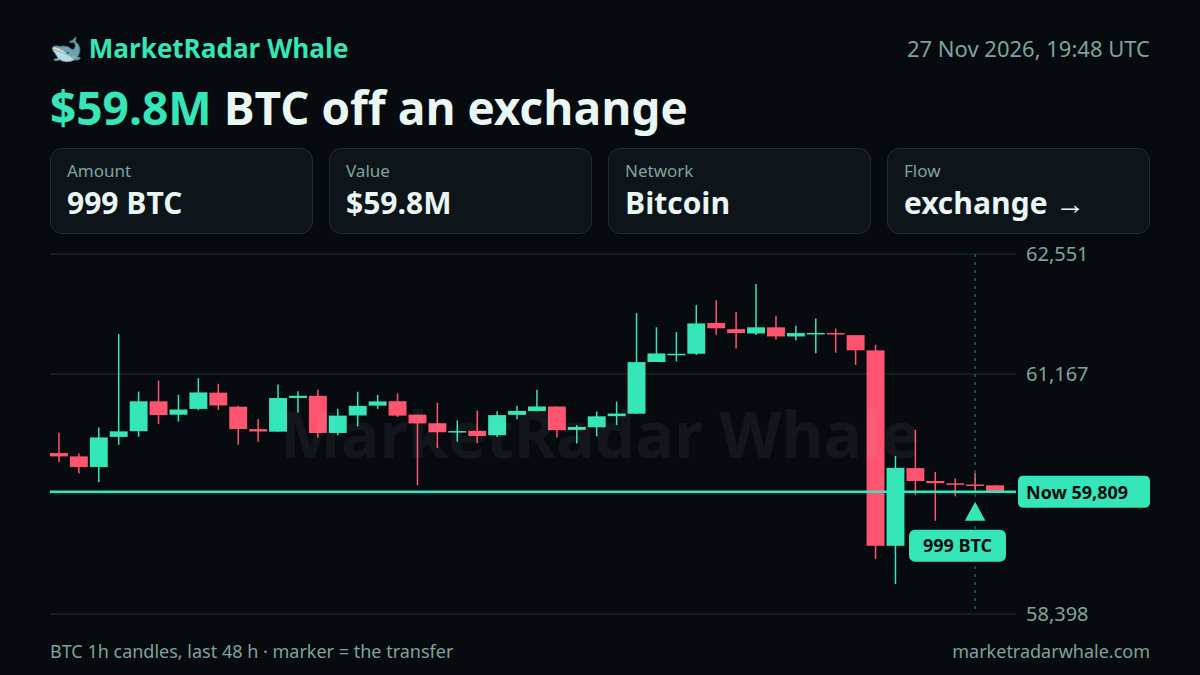 MarketRadar Whale
27 Nov 2026, 19:48 UTC
$59.8M BTC off an exchange
Amount
999 BTC
Value
$59.8M
Network
Bitcoin
Flow
exchange →
62,551
61,167
MarketRadar Whale
Now 59,809
999 BTC
58,398
BTC 1h candles, last 48 h · marker = the transfer
marketradarwhale.com